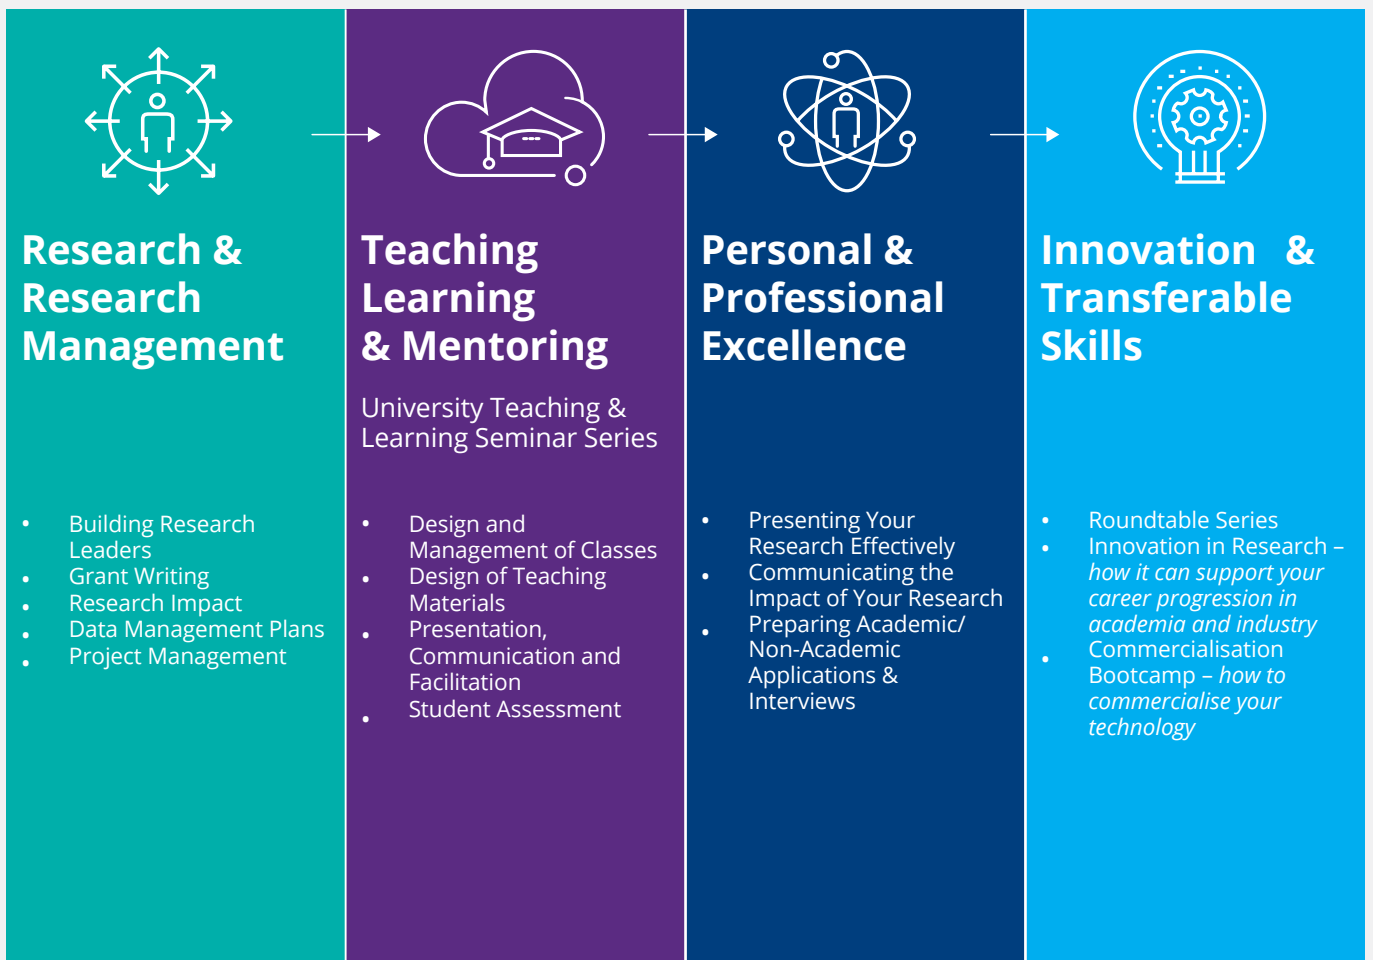 Research &
Research
Management
• Building Research
Leaders
• Grant Writing
• Research Impact
• Data Management Plans
• Project Management
Teaching
Learning
& Mentoring
University Teaching &
Learning Seminar Series
• Design and
Management of Classes
• Design of Teaching
Materials
• Presentation,
Communication and
Facilitation
• Student Assessment
Personal &
Professional
Excellence
• Presenting Your
Research Effectively
• Communicating the
Impact of Your Research
• Preparing Academic/
Non-Academic
Applications &
Interviews
Innovation &
Transferable
Skills
• Roundtable Series
• Innovation in Research –
how it can support your
career progression in
academia and industry
• Commercialisation
Bootcamp – how to
commercialise your
technology